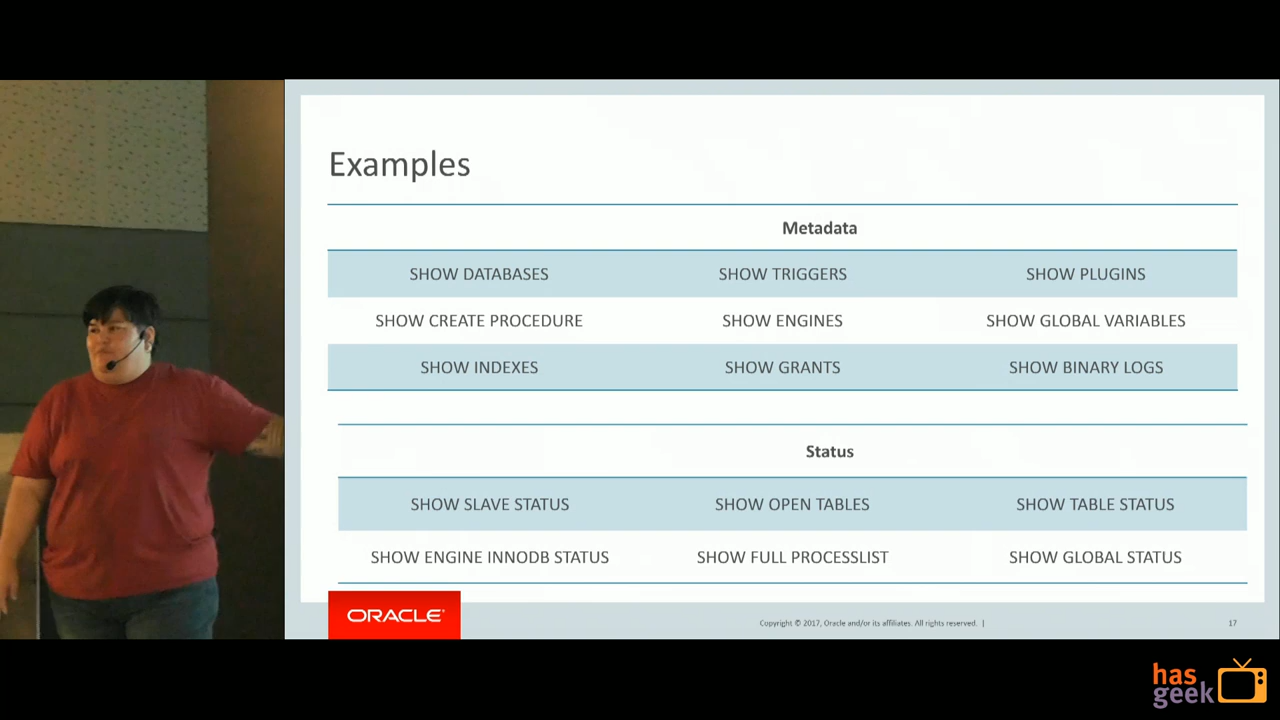 Examples
Metadata
SHOW DATABASES SHOW TRIGGERS SHOW PLUGINS
SHOW CREATE PROCEDURE SHOW ENGINES SHOW GLOBAL VARIABLES
SHOW INDEXES SHOW GRANTS SHOW BINARY LOGS
Status
SHOW SLAVE STATUS SHOW OPEN TABLES SHOW TABLE STATUS
SHOW ENGINE INNODB STATUS SHOW FULL PROCESSLIST SHOW GLOBAL STATUS
ORACLE®
Copyright © 2017, Oracle and/or its affiliates. All rights reserved. | 17
has
geek